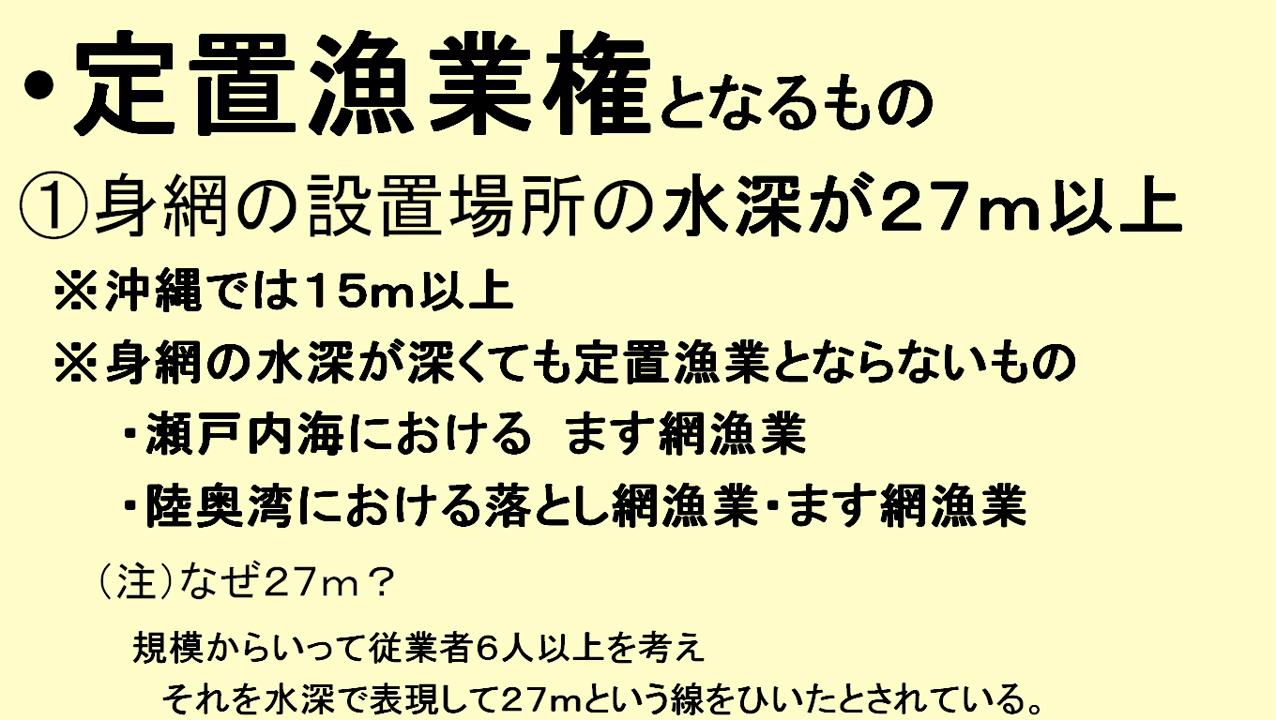 ・定置漁業権となるもの
①身網の設置場所の水深が２７ｍ以上
※沖縄では１５ｍ以上
※身網の水深が深くても定置漁業とならないもの
・瀬戸内海における　ます網漁業
・陸奥湾における落とし網漁業・ます網漁業
（注）なぜ２７ｍ？
規模からいって従業者６人以上を考え
それを水深で表現して２７ｍという線をひいたとされている。